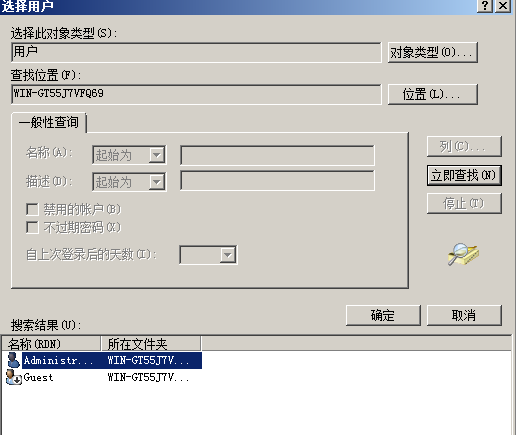 选择用户
选择此对象类型(S):
用户
对象类型(O)...
查找位置(F):
WIN-GT55J7VFQ69
位置(L)...
一般性查询
名称(A):
起始为
列(C)...
描述(D):
起始为
立即查找(N)
禁用的帐户(B)
停止(T)
不过期密码(X)
自上次登录后的天数(I):
确定
取消
搜索结果(U):
名称(RDN) 所在文件夹
Administr... WIN-GT55J7V...
Guest WIN-GT55J7V...